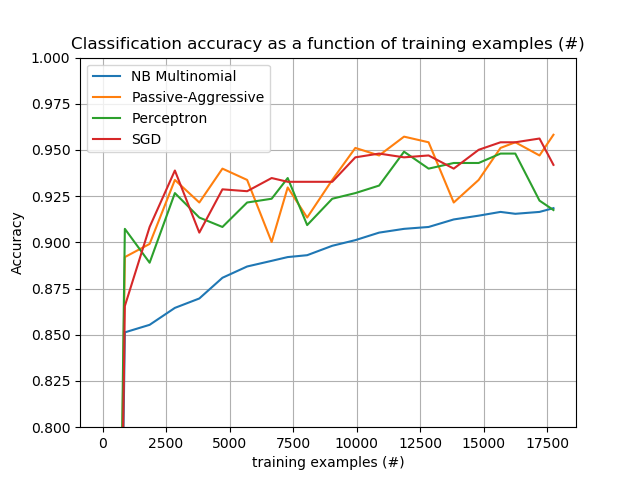 Classification accuracy as a function of training examples (#)
1.000
0.975
0.950
0.925
0.900
0.875
0.850
0.825
0.800
Accuracy
NB Multinomial
Passive-Aggressive
Perceptron
SGD
0 2500 5000 7500 10000 12500 15000 17500
training examples (#)